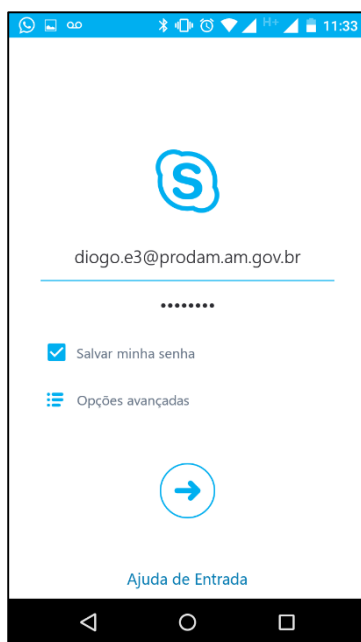 H+ 11:33
S
diogo.e3@prodam.am.gov.br
••••••••
Salvar minha senha
Opções avançadas
Ajuda de Entrada